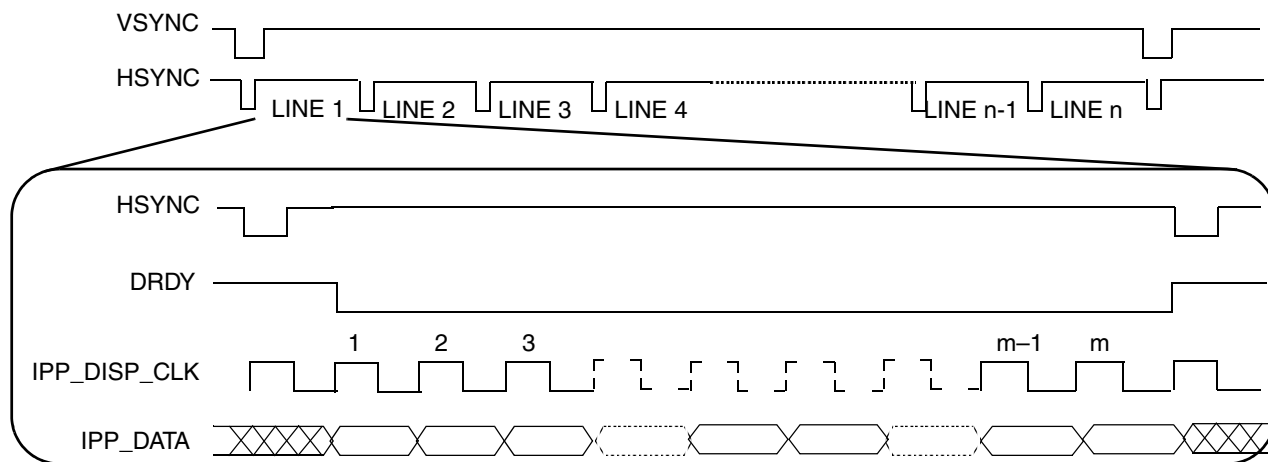 VSYNC
HSYNC
LINE 1 LINE 2 LINE 3 LINE 4 LINE n-1 LINE n
HSYNC
DRDY
1 2 3 m–1 m
IPP_DISP_CLK
IPP_DATA